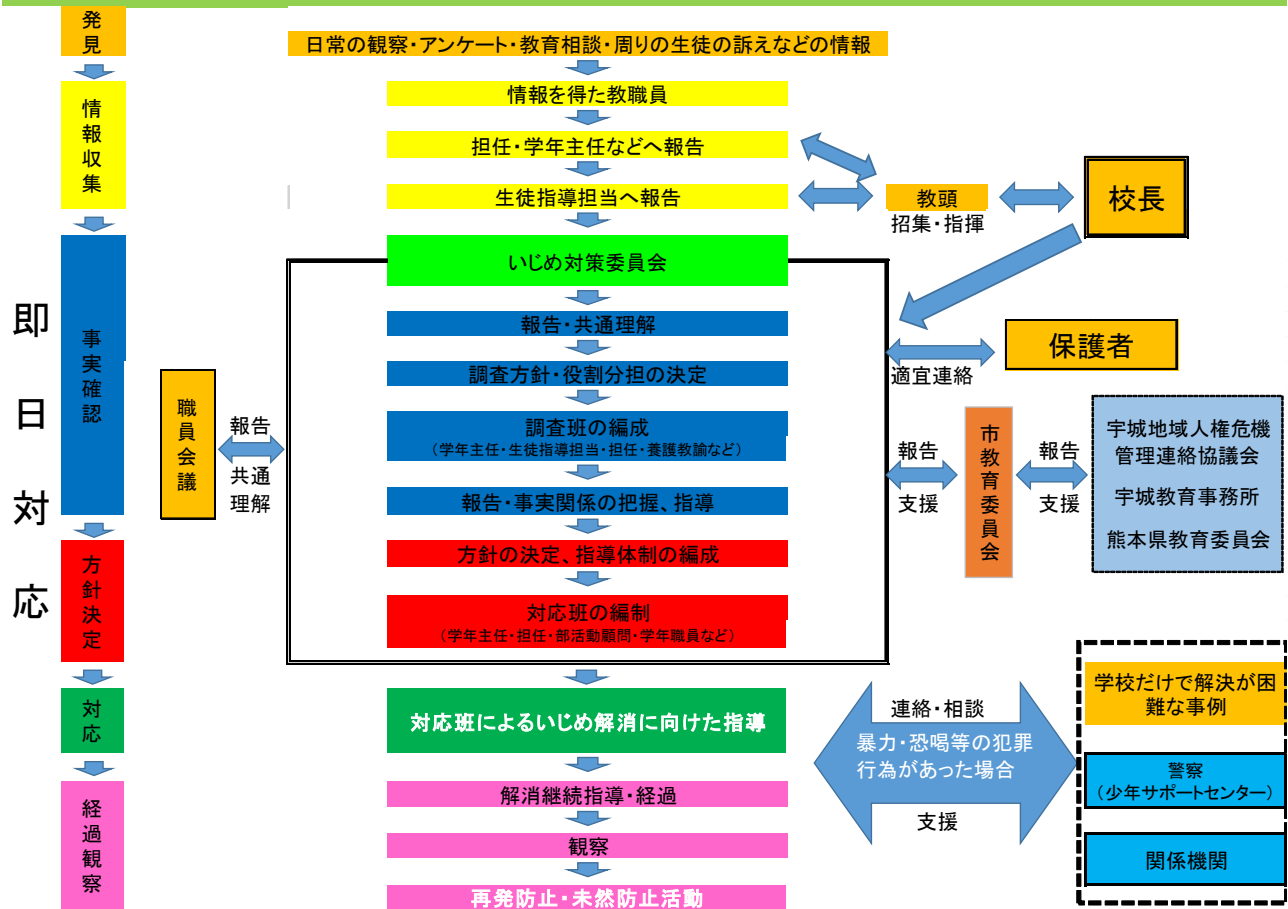 即日対応
発見
情報収集
事実確認
方針決定
対応
経過観察
日常の観察・アンケート・教育相談・周りの生徒の訴えなどの情報
情報を得た教職員
担任・学年主任などへ報告
生徒指導担当へ報告
教頭
招集・指揮
校長
いじめ対策委員会
報告・共通理解
調査方針・役割分担の決定
調査班の編成
（学年主任・生徒指導担当・担任・養護教諭など）
報告・事実関係の把握、指導
方針の決定、指導体制の編成
対応班の編制
（学年主任・担任・部活動顧問・学年職員など）
職員会議
報告
共通
理解
保護者
適宜連絡
報告
支援
市教育委員会
報告
支援
宇城地域人権危機
管理連絡協議会
宇城教育事務所
熊本県教育委員会
対応班によるいじめ解消に向けた指導
解消継続指導・経過
観察
再発防止・未然防止活動
連絡・相談
暴力・恐喝等の犯罪
行為があった場合
支援
学校だけで解決が困
難な事例
警察
（少年サポートセンター）
関係機関